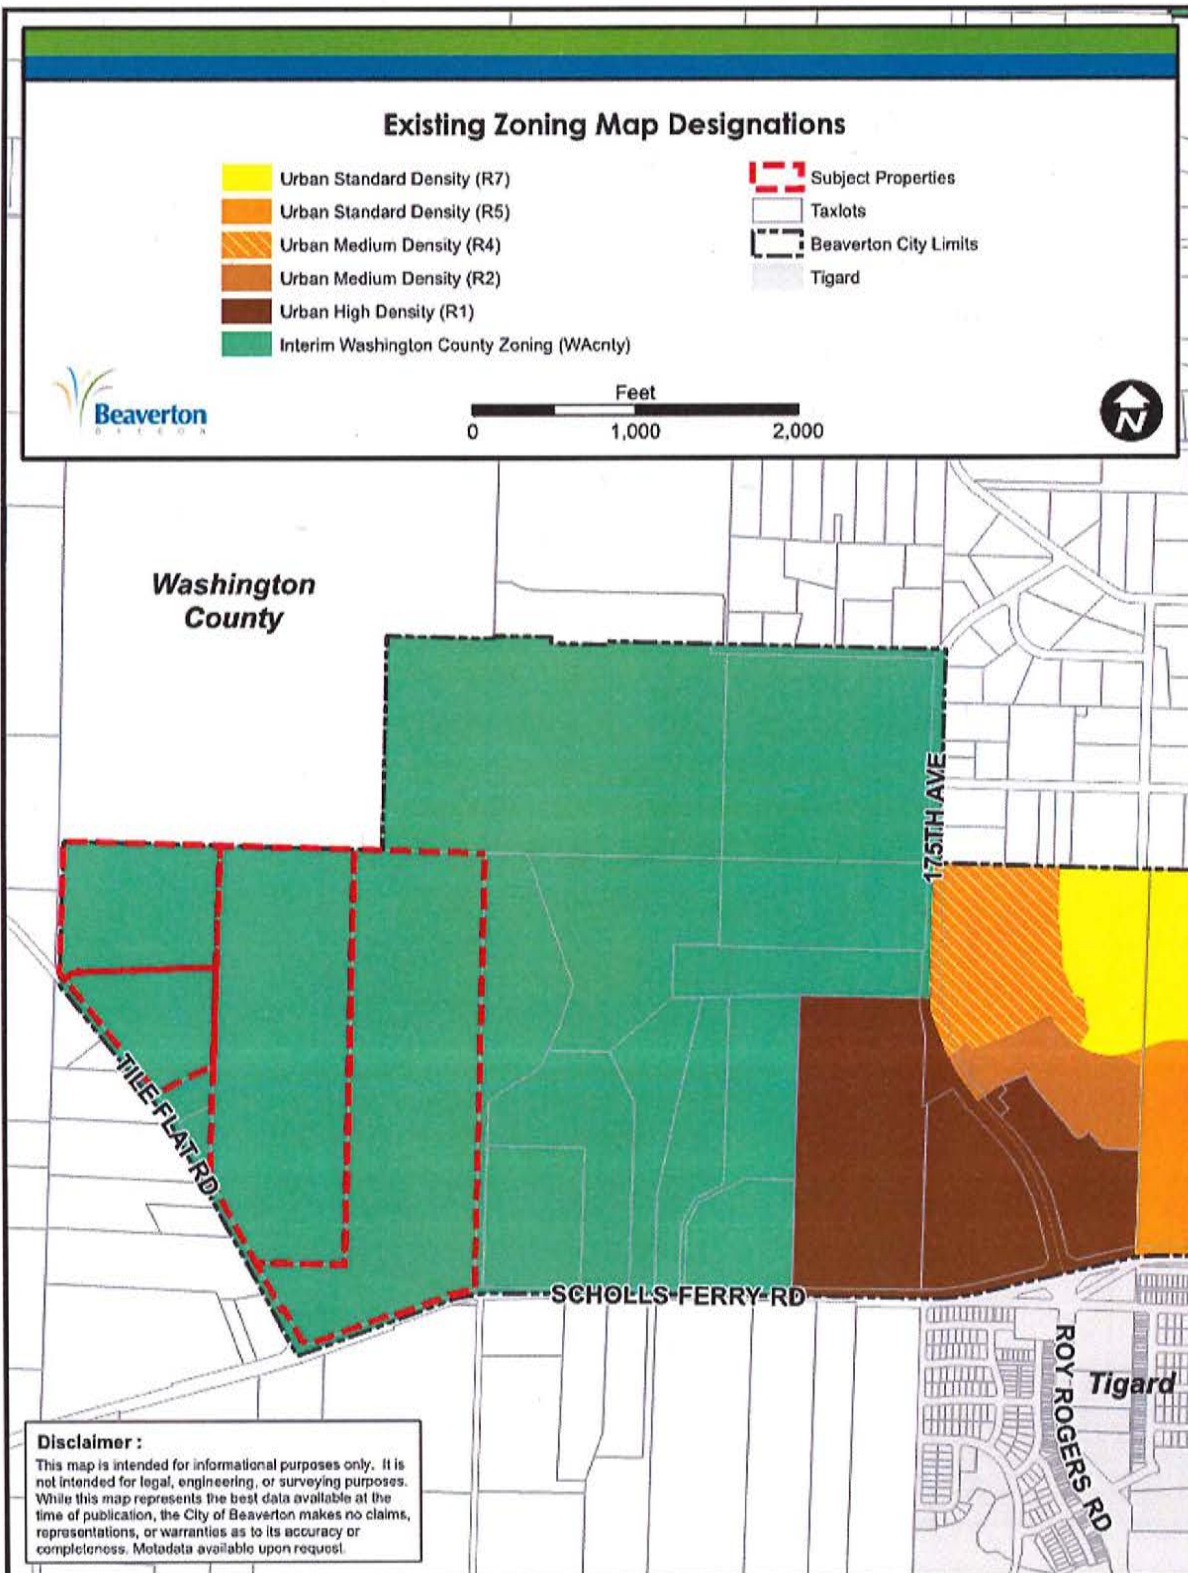 Existing Zoning Map Designations
Urban Standard Density (R7)
Urban Standard Density (R5)
Urban Medium Density (R4)
Urban Medium Density (R2)
Urban High Density (R1)
Interim Washington County Zoning (WAcnty)
Subject Properties
Taxlots
Beaverton City Limits
Tigard
Beaverton
OREGON
Feet
0 1,000 2,000
N
Washington
County
175TH AVE
TILE FLAT RD
SCHOLLS FERRY RD
ROY ROGERS RD
Tigard
Disclaimer :
This map is intended for informational purposes only. It is
not intended for legal, engineering, or surveying purposes.
While this map represents the best data available at the
time of publication, the City of Beaverton makes no claims,
representations, or warranties as to its accuracy or
completeness. Metadata available upon request.